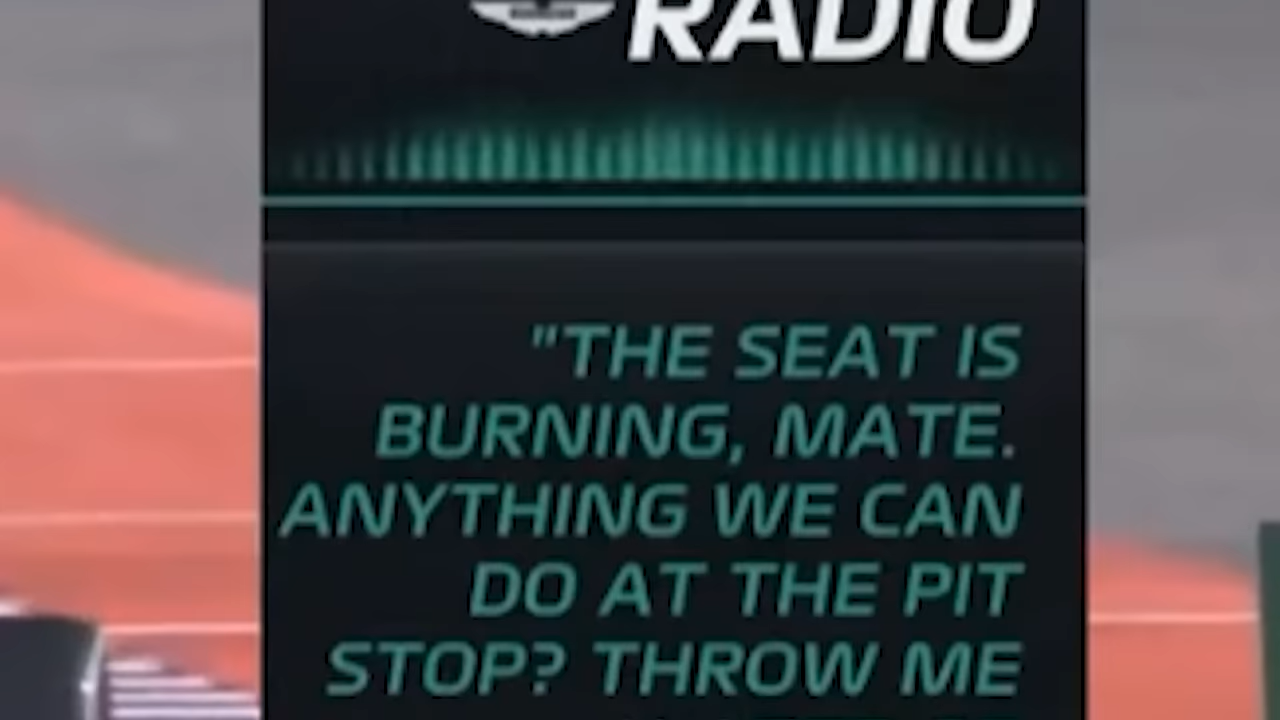 RADIO
"THE SEAT IS
BURNING, MATE.
ANYTHING WE CAN
DO AT THE PIT
STOP? THROW ME